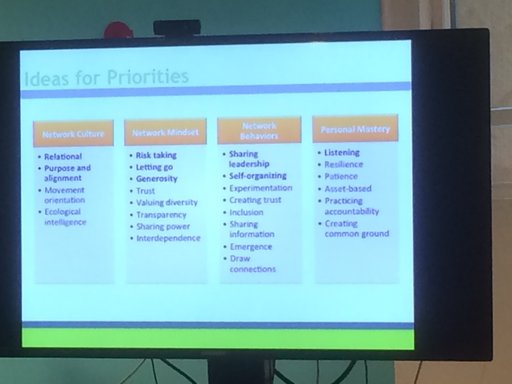 Ideas for Priorities
Network Culture
• Relational
• Purpose and
alignment
• Movement
orientation
• Ecological
intelligence
Network Mindset
• Risk taking
• Letting go
• Generosity
• Trust
• Valuing diversity
• Transparency
• Sharing power
• Interdependence
Network
Behaviors
• Sharing
leadership
• Self-organizing
• Experimentation
• Creating trust
• Inclusion
• Sharing
information
• Emergence
• Draw
connections
Personal Mastery
• Listening
• Resilience
• Patience
• Asset-based
• Practicing
accountability
• Creating
common ground